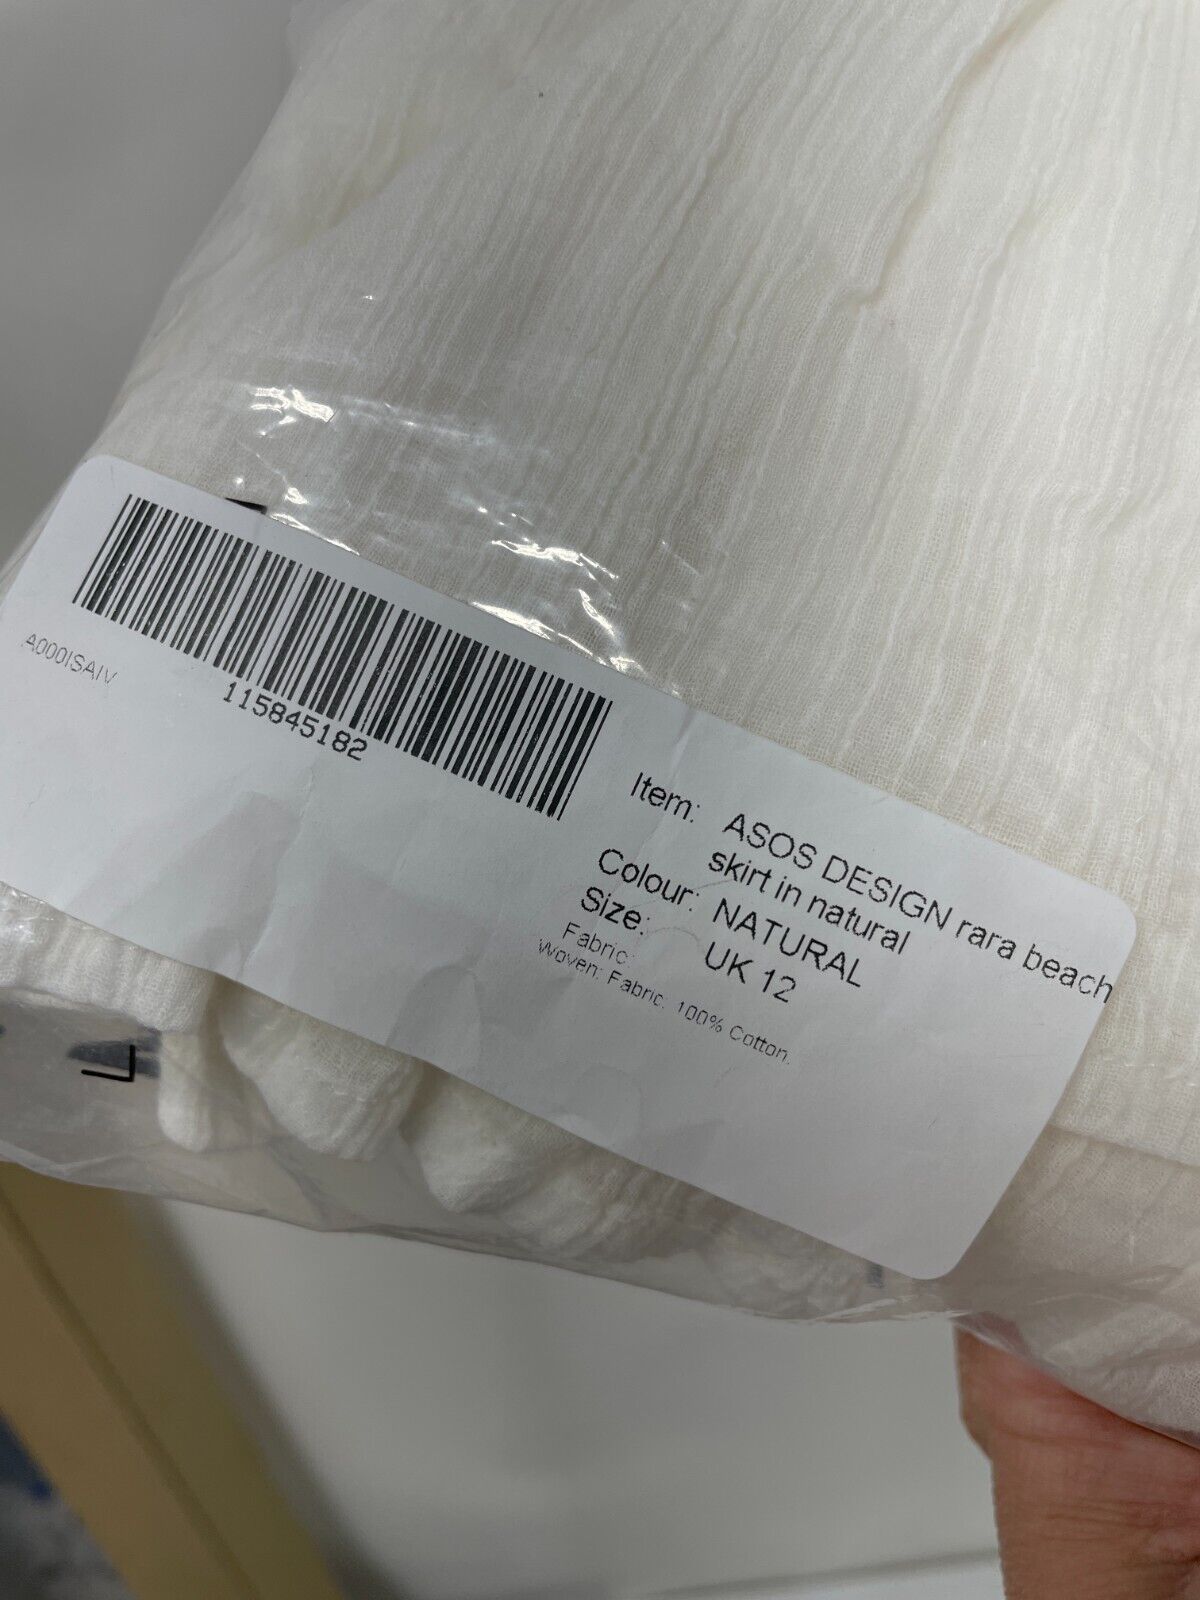 A000ISAIV
115845182
Item: ASOS DESIGN rara beach
skirt in natural
Colour: NATURAL
Size: UK 12
Fabric:
Woven: Fabric: 100% Cotton.